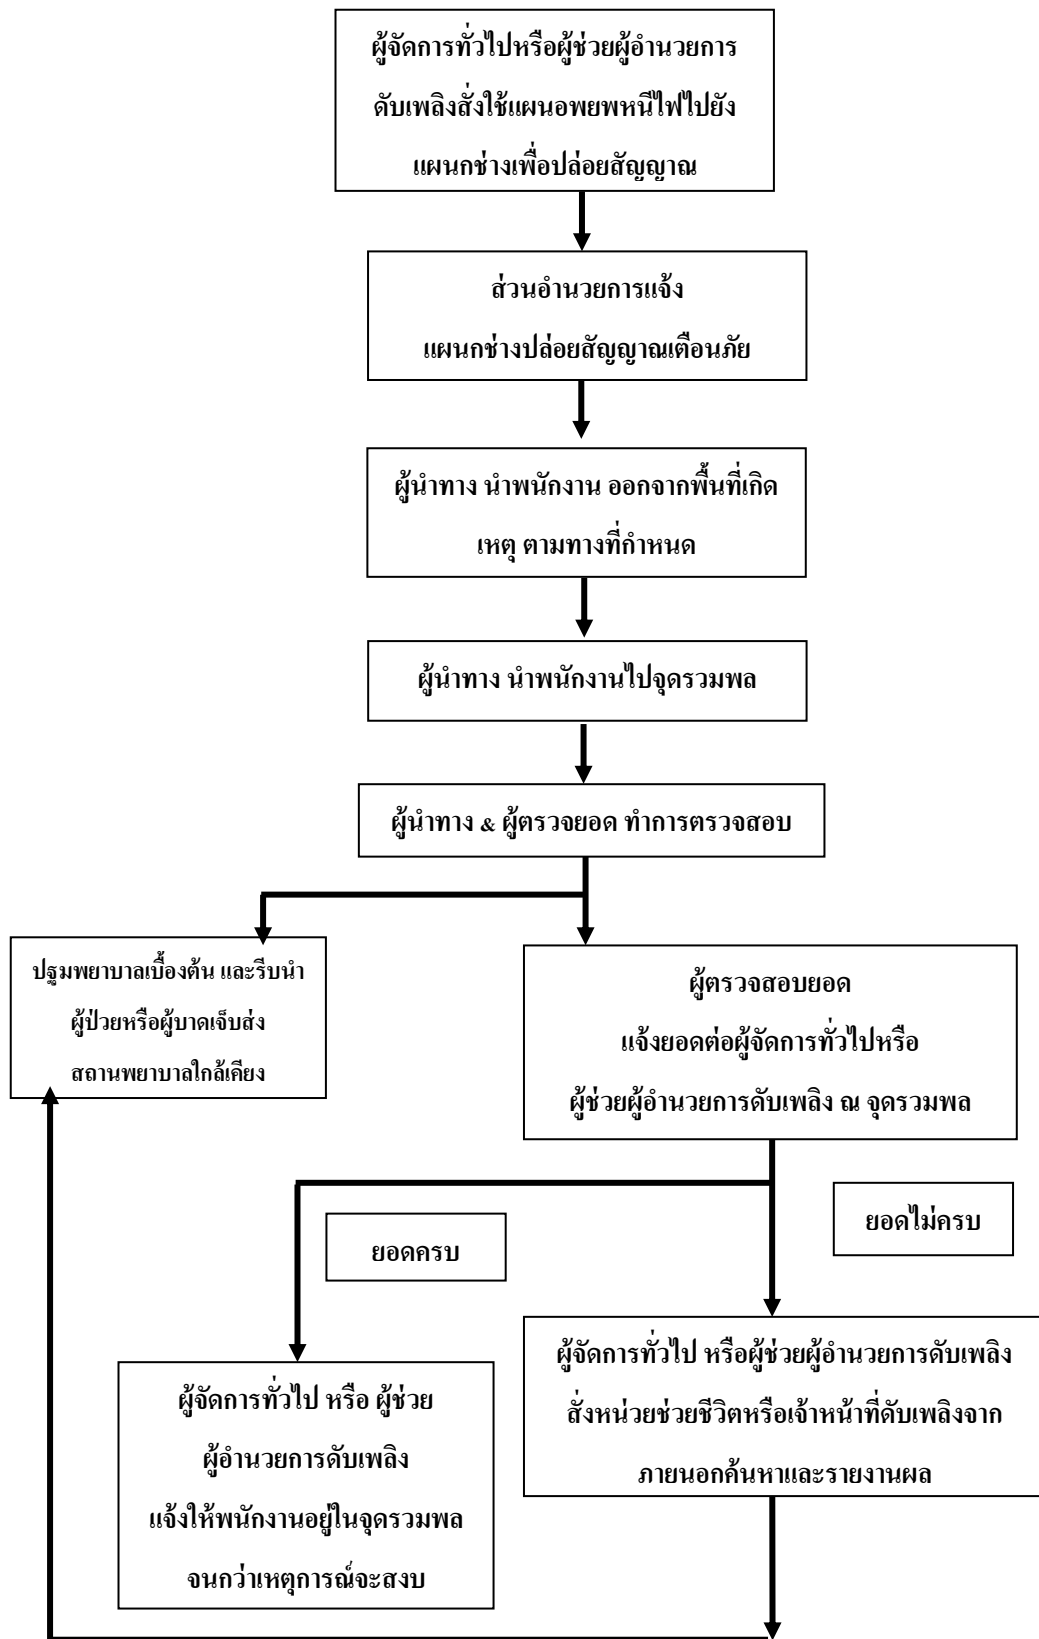 ผู้จัดการทั่วไปหรือผู้ช่วยผู้อำนวยการ
ดับเพลิงสั่งใช้แผนอพยพหนีไฟไปยัง
แผนกช่างเพื่อปล่อยสัญญาณ
ส่วนอำนวยการแจ้ง
แผนกช่างปล่อยสัญญาณเตือนภัย
ผู้นำทาง นำพนักงาน ออกจากพื้นที่เกิด
เหตุ ตามทางที่กำหนด
ผู้นำทาง นำพนักงานไปจุดรวมพล
ผู้นำทาง & ผู้ตรวจยอด ทำการตรวจสอบ
ปฐมพยาบาลเบื้องต้น และรีบนำ
ผู้ป่วยหรือผู้บาดเจ็บส่ง
สถานพยาบาลใกล้เคียง
ผู้ตรวจสอบยอด
แจ้งยอดต่อผู้จัดการทั่วไปหรือ
ผู้ช่วยผู้อำนวยการดับเพลิง ณ จุดรวมพล
ยอดครบ
ยอดไม่ครบ
ผู้จัดการทั่วไป หรือ ผู้ช่วย
ผู้อำนวยการดับเพลิง
แจ้งให้พนักงานอยู่ในจุดรวมพล
จนกว่าเหตุการณ์จะสงบ
ผู้จัดการทั่วไป หรือผู้ช่วยผู้อำนวยการดับเพลิง
สั่งหน่วยช่วยชีวิตหรือเจ้าหน้าที่ดับเพลิงจาก
ภายนอกค้นหาและรายงานผล